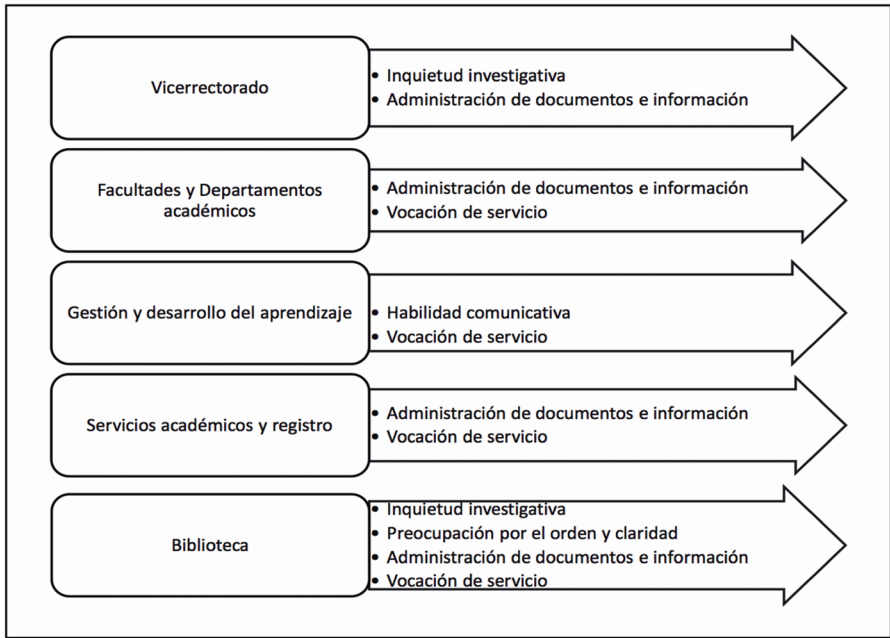 Vicerrectorado
• Inquietud investigativa
• Administración de documentos e información
Facultades y Departamentos
académicos
• Administración de documentos e información
• Vocación de servicio
Gestión y desarrollo del aprendizaje
• Habilidad comunicativa
• Vocación de servicio
Servicios académicos y registro
• Administración de documentos e información
• Vocación de servicio
Biblioteca
• Inquietud investigativa
• Preocupación por el orden y claridad
• Administración de documentos e información
• Vocación de servicio